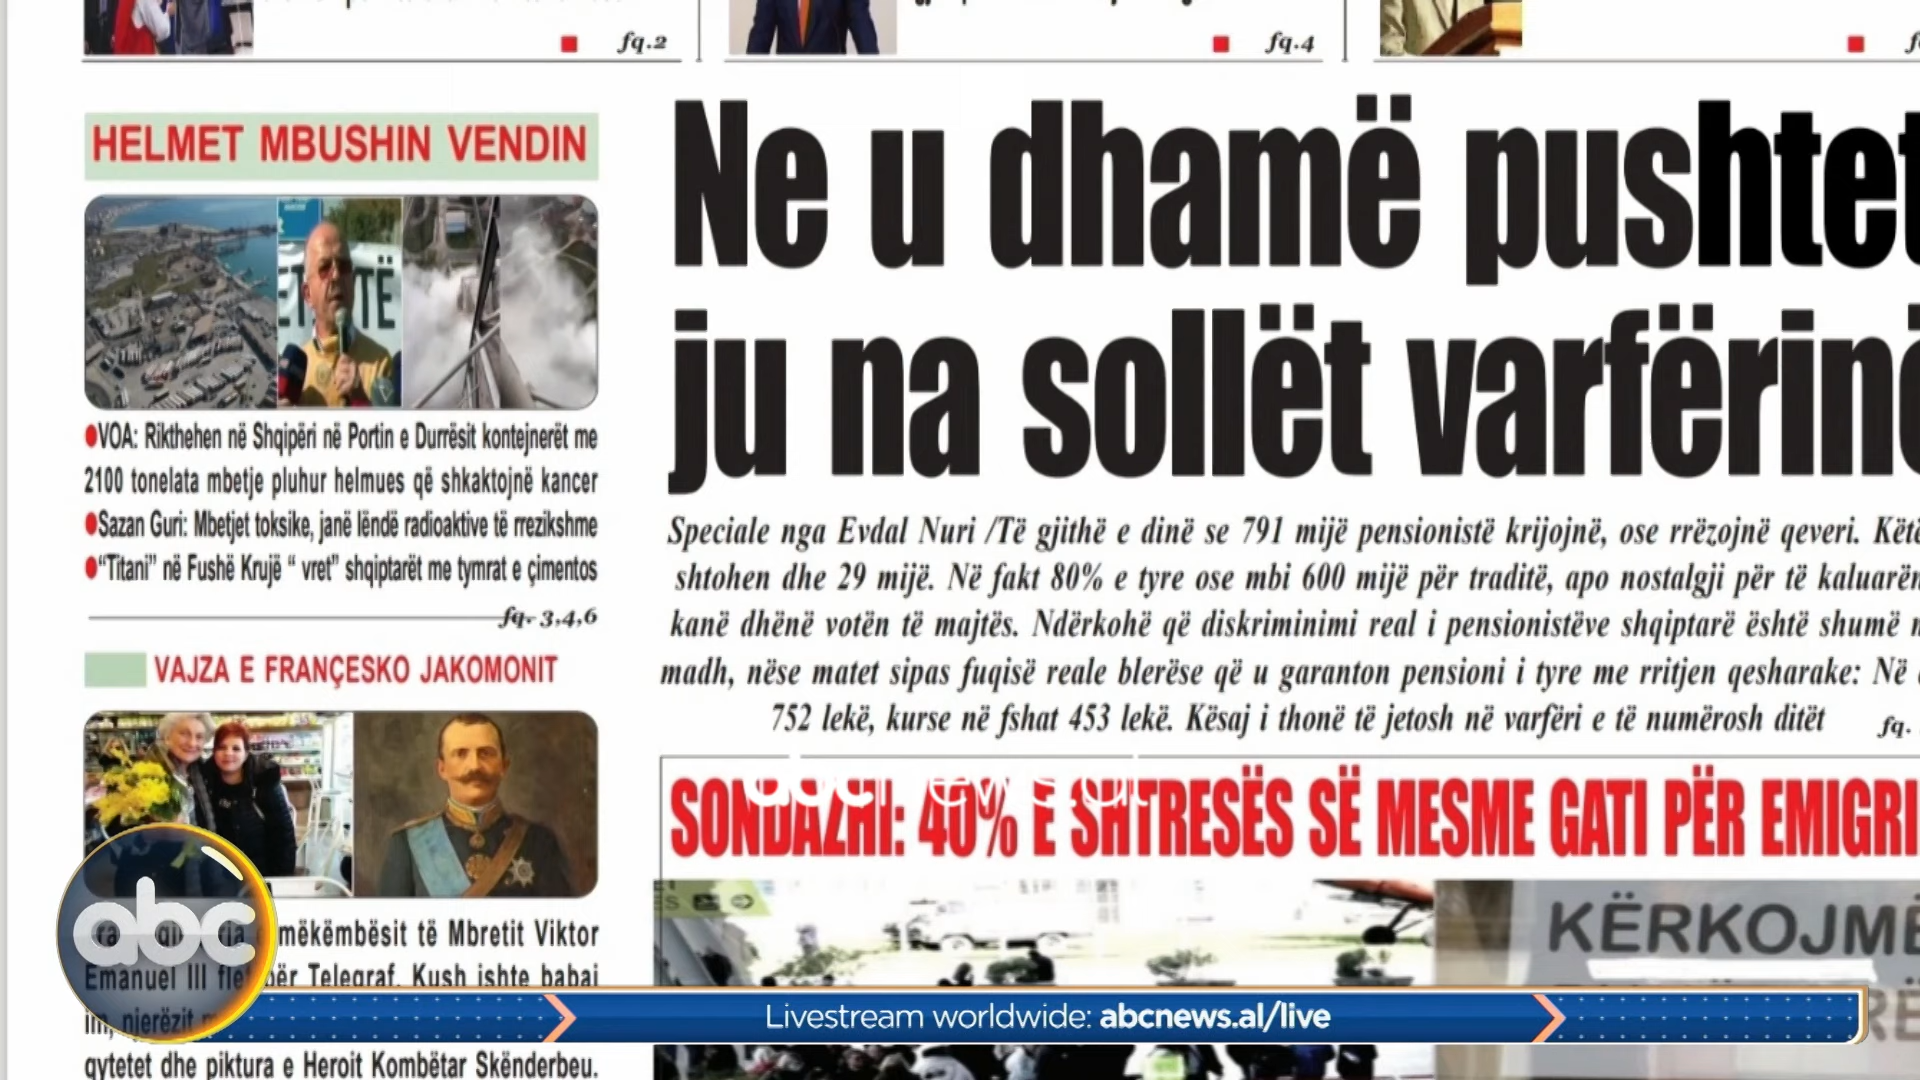 fq.2
fq.4
HELMET MBUSHIN VENDIN
●VOA: Rikthehen në Shqipëri në Portin e Durrësit kontejnerët me
2100 tonelata mbetje pluhur helmues që shkaktojnë kancer
●Sazan Guri: Mbetjet toksike, janë lëndë radioaktive të rrezikshme
●“Titani” në Fushë Krujë “ vret” shqiptarët me tymrat e çimentos
fq- 3,4,6
VAJZA E FRANÇESKO JAKOMONIT
mëkëmbësit të Mbretit Viktor
Emanuel III për Telegraf. Kush ishte babai
im, njerëzit
qytetet dhe piktura e Heroit Kombëtar Skënderbeu.
Ne u dhamë pushtet
ju na sollët varfërinë
Speciale nga Evdal Nuri /Të gjithë e dinë se 791 mijë pensionistë krijojnë, ose rrëzojnë qeveri.
shtohen dhe 29 mijë. Në fakt 80% e tyre ose mbi 600 mijë për traditë, apo nostalgji për të
kanë dhënë votën të majtës. Ndërkohë që diskriminimi real i pensionistëve shqiptarë është shumë
madh, nëse matet sipas fuqisë reale blerëse që u garanton pensioni i tyre me rritjen qesharake: Në
752 lekë, kurse në fshat 453 lekë. Kësaj i thonë të jetosh në varfëri e të numërosh ditët
fq.
abcnews.al
SONDAZHI: 40% E SHTRESËS SË MESME GATI PËR EMIGRI
KËRKOJMË
abc
Livestream worldwide: abcnews.al/live